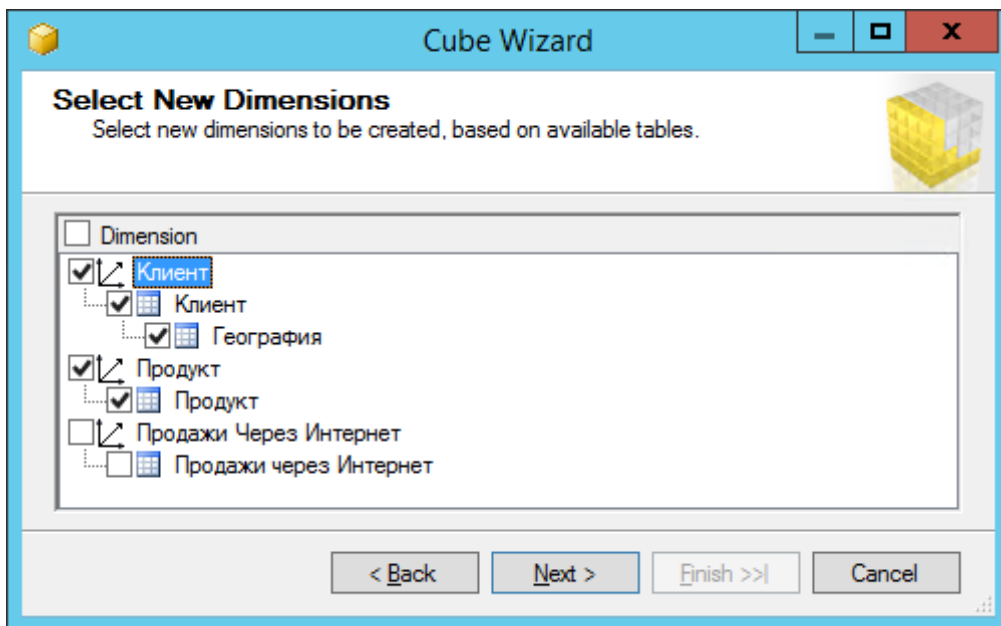 Cube Wizard
Select New Dimensions
Select new dimensions to be created, based on available tables.
Dimension
Клиент
Клиент
География
Продукт
Продукт
Продажи Через Интернет
Продажи через Интернет
< Back Next > Finish >>| Cancel